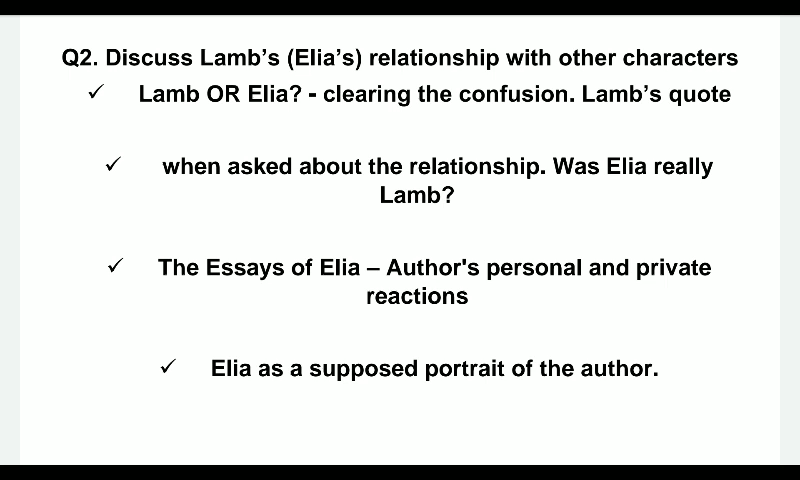 Q2. Discuss Lamb’s (Elia’s) relationship with other characters
✓ Lamb OR Elia? - clearing the confusion. Lamb’s quote
✓ when asked about the relationship. Was Elia really
Lamb?
✓ The Essays of Elia – Author's personal and private
reactions
✓ Elia as a supposed portrait of the author.